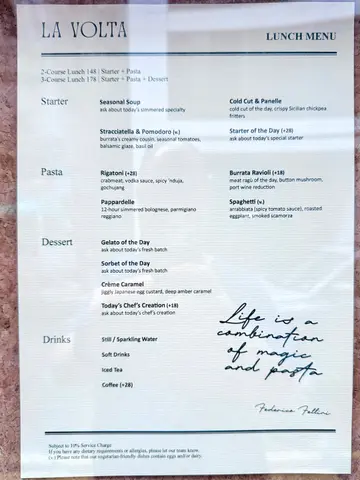 LA VOLTA
LUNCH MENU
2-Course Lunch 148 | Starter + Pasta
3-Course Lunch 178 | Starter + Pasta + Dessert
Starter
Seasonal Soup
ask about today's simmered specialty
Cold Cut & Panelle
cold cut of the day, crispy Sicilian chickpea
fritters
Stracciatella & Pomodoro (v.)
burrata's creamy cousin, seasonal tomatoes,
balsamic glaze, basil oil
Starter of the Day (+28)
ask about today's special starter
Pasta
Rigatoni (+28)
crabmeat, vodka sauce, spicy 'nduja,
gochujang
Burrata Ravioli (+18)
meat ragù of the day, button mushroom,
port wine reduction
Pappardelle
12-hour simmered bolognese, parmigiano
reggiano
Spaghetti (v.)
arrabbiata (spicy tomato sauce), roasted
eggplant, smoked scamorza
Dessert
Gelato of the Day
ask about today's fresh batch
Sorbet of the Day
ask about today's fresh batch
Crème Caramel
jiggly Japanese egg custard, deep amber caramel
Today's Chef's Creation (+18)
ask about today's chef's creation
Drinks
Still / Sparkling Water
Soft Drinks
Iced Tea
Coffee (+28)
Life is a
combination
of magic
and pasta
Federico Fellini
Subject to 10% Service Charge
If you have any dietary requirements or allergies, please let our team know.
(v.) Please note that our vegetarian-friendly dishes contain eggs and/or dairy.